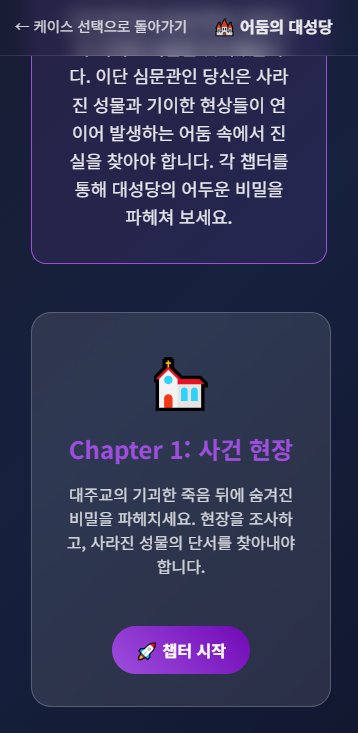 ← 케이스 선택으로 돌아가기
🏰 어둠의 대성당
다. 이단 심문관인 당신은 사라
진 성물과 기이한 현상들이 연
이어 발생하는 어둠 속에서 진
실을 찾아야 합니다. 각 챕터를
통해 대성당의 어두운 비밀을
파헤쳐 보세요.
Chapter 1: 사건 현장
대주교의 기괴한 죽음 뒤에 숨겨진
비밀을 파헤치세요. 현장을 조사하
고, 사라진 성물의 단서를 찾아내야
합니다.
🚀 챕터 시작